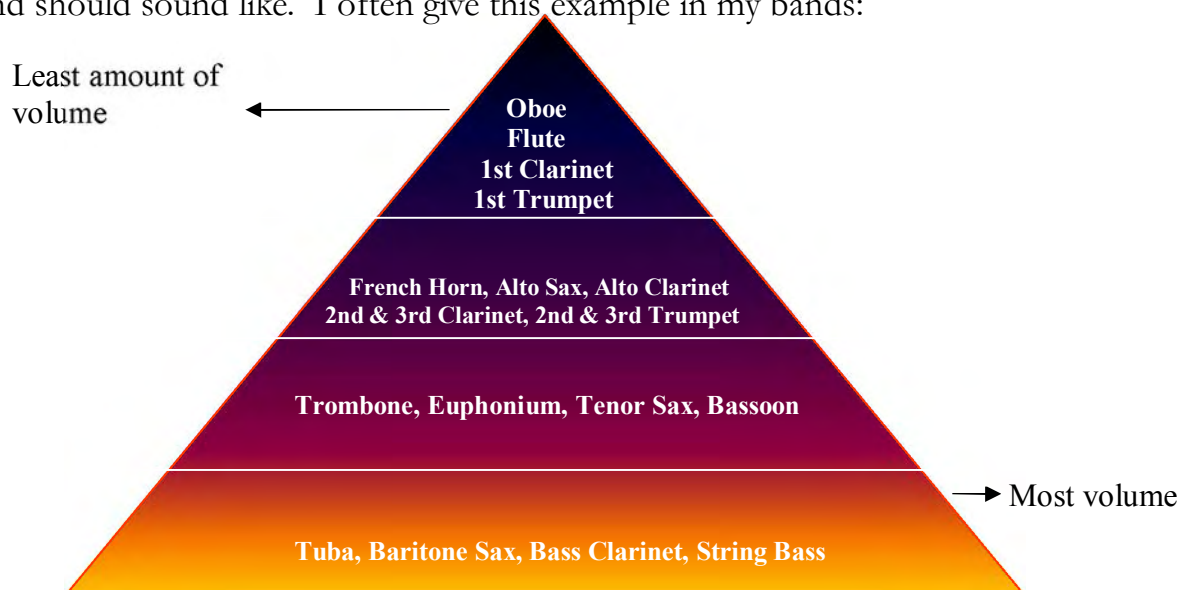 nd should sound like.  I often give this example in my bands:
Least amount of
volume
Oboe
Flute
1st Clarinet
1st Trumpet
French Horn, Alto Sax, Alto Clarinet
2nd & 3rd Clarinet, 2nd & 3rd Trumpet
Trombone, Euphonium, Tenor Sax, Bassoon
Most volume
Tuba, Baritone Sax, Bass Clarinet, String Bass